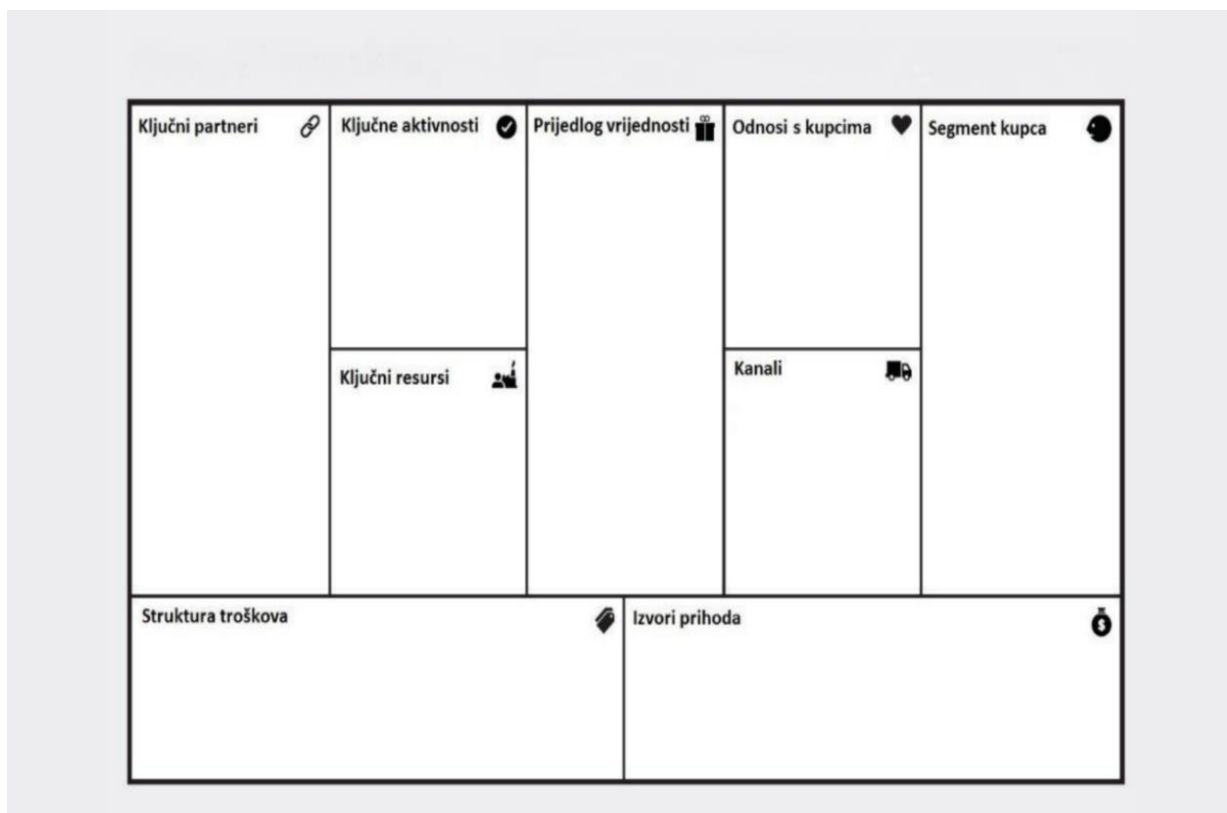 Ključni partneri
Ključne aktivnosti
Prijedlog vrijednosti
Odnosi s kupcima
Segment kupca
Ključni resursi
Kanali
Struktura troškova
Izvori prihoda